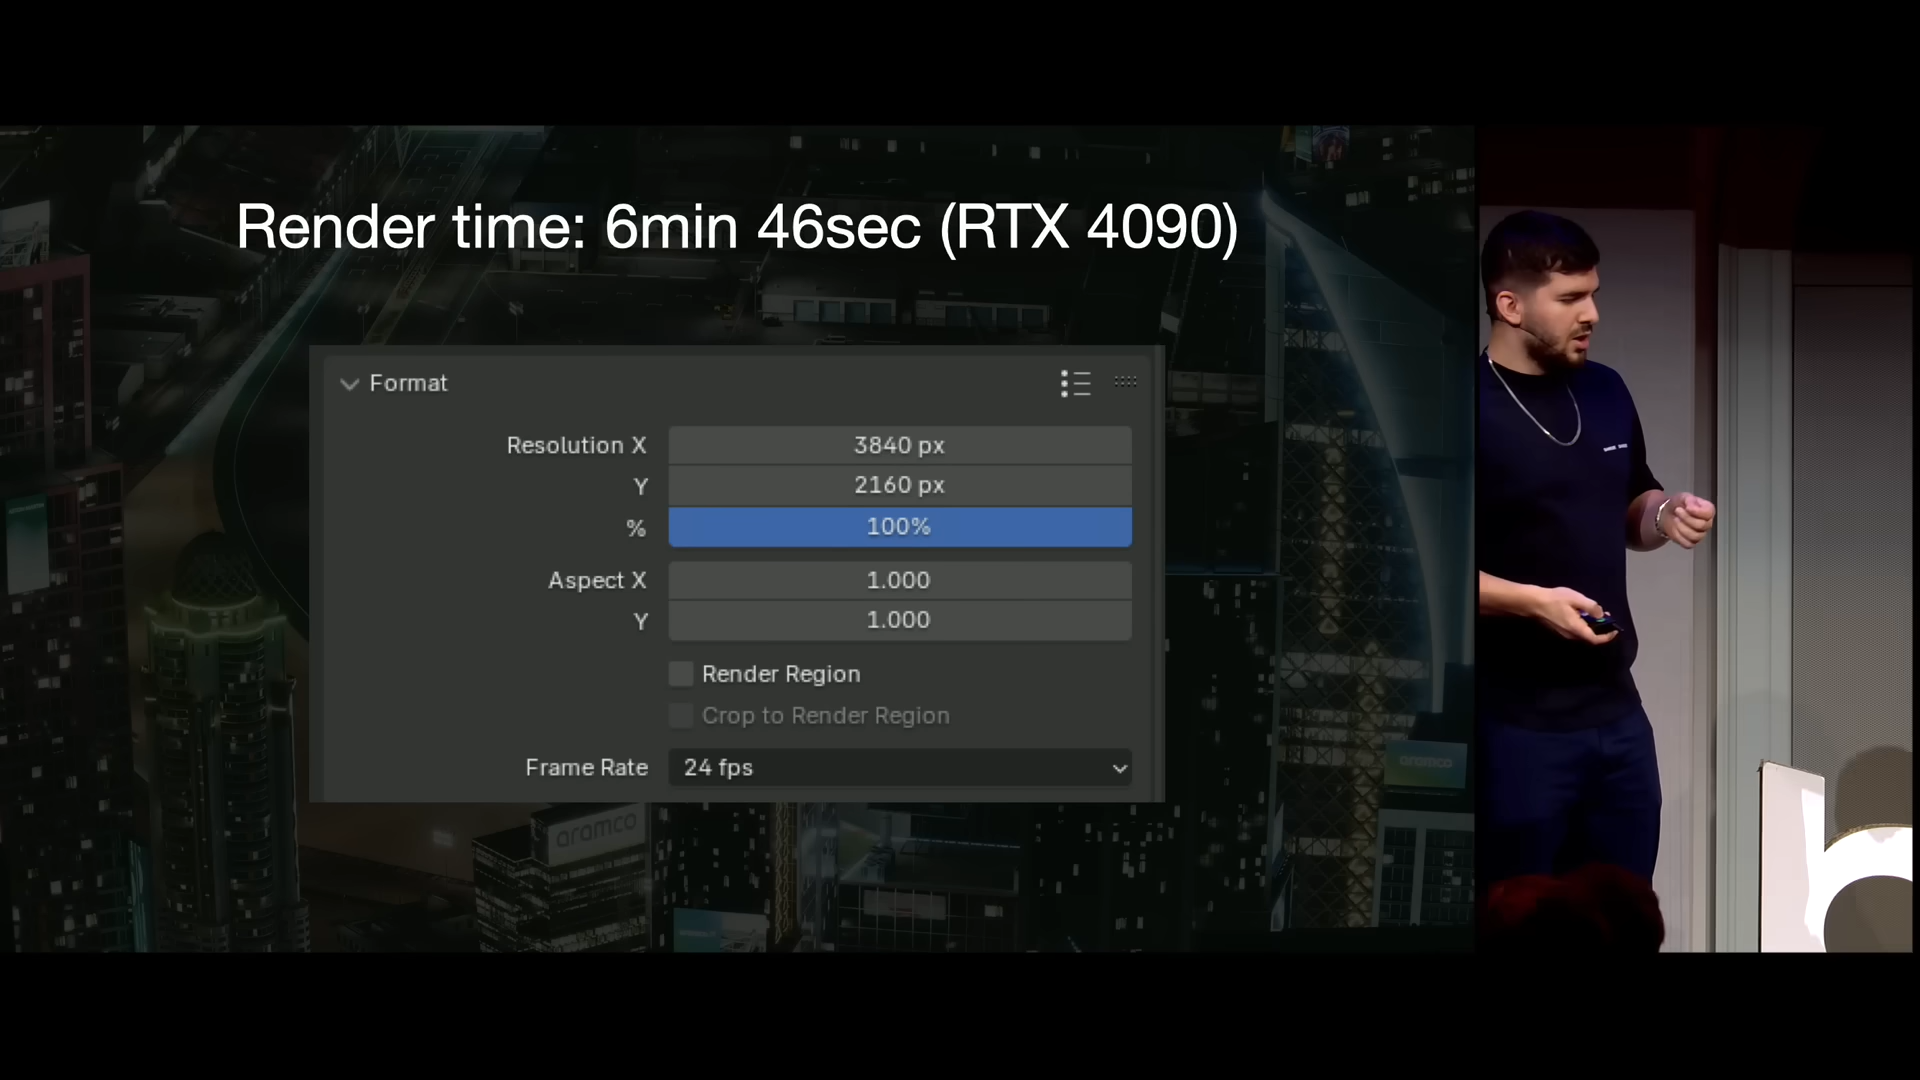 Render time: 6min 46sec (RTX 4090)
Format
Resolution X 3840 px
Y 2160 px
% 100%
Aspect X 1.000
Y 1.000
Render Region
Crop to Render Region
Frame Rate 24 fps
aramco
aramco